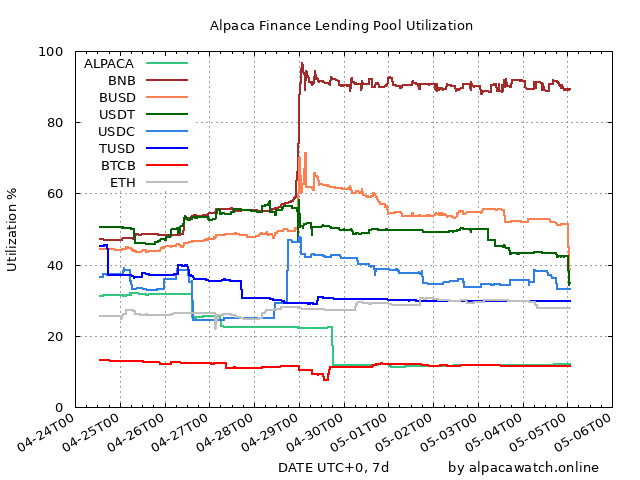 Alpaca Finance Lending Pool Utilization
100
80
60
40
20
0
Utilization %
ALPACA
BNB
BUSD
USDT
USDC
TUSD
BTCB
ETH
04-24T00
04-25T00
04-26T00
04-27T00
04-28T00
04-29T00
04-30T00
05-01T00
05-02T00
05-03T00
05-04T00
05-05T00
05-06T00
DATE UTC+0, 7d
by alpacawatch.online